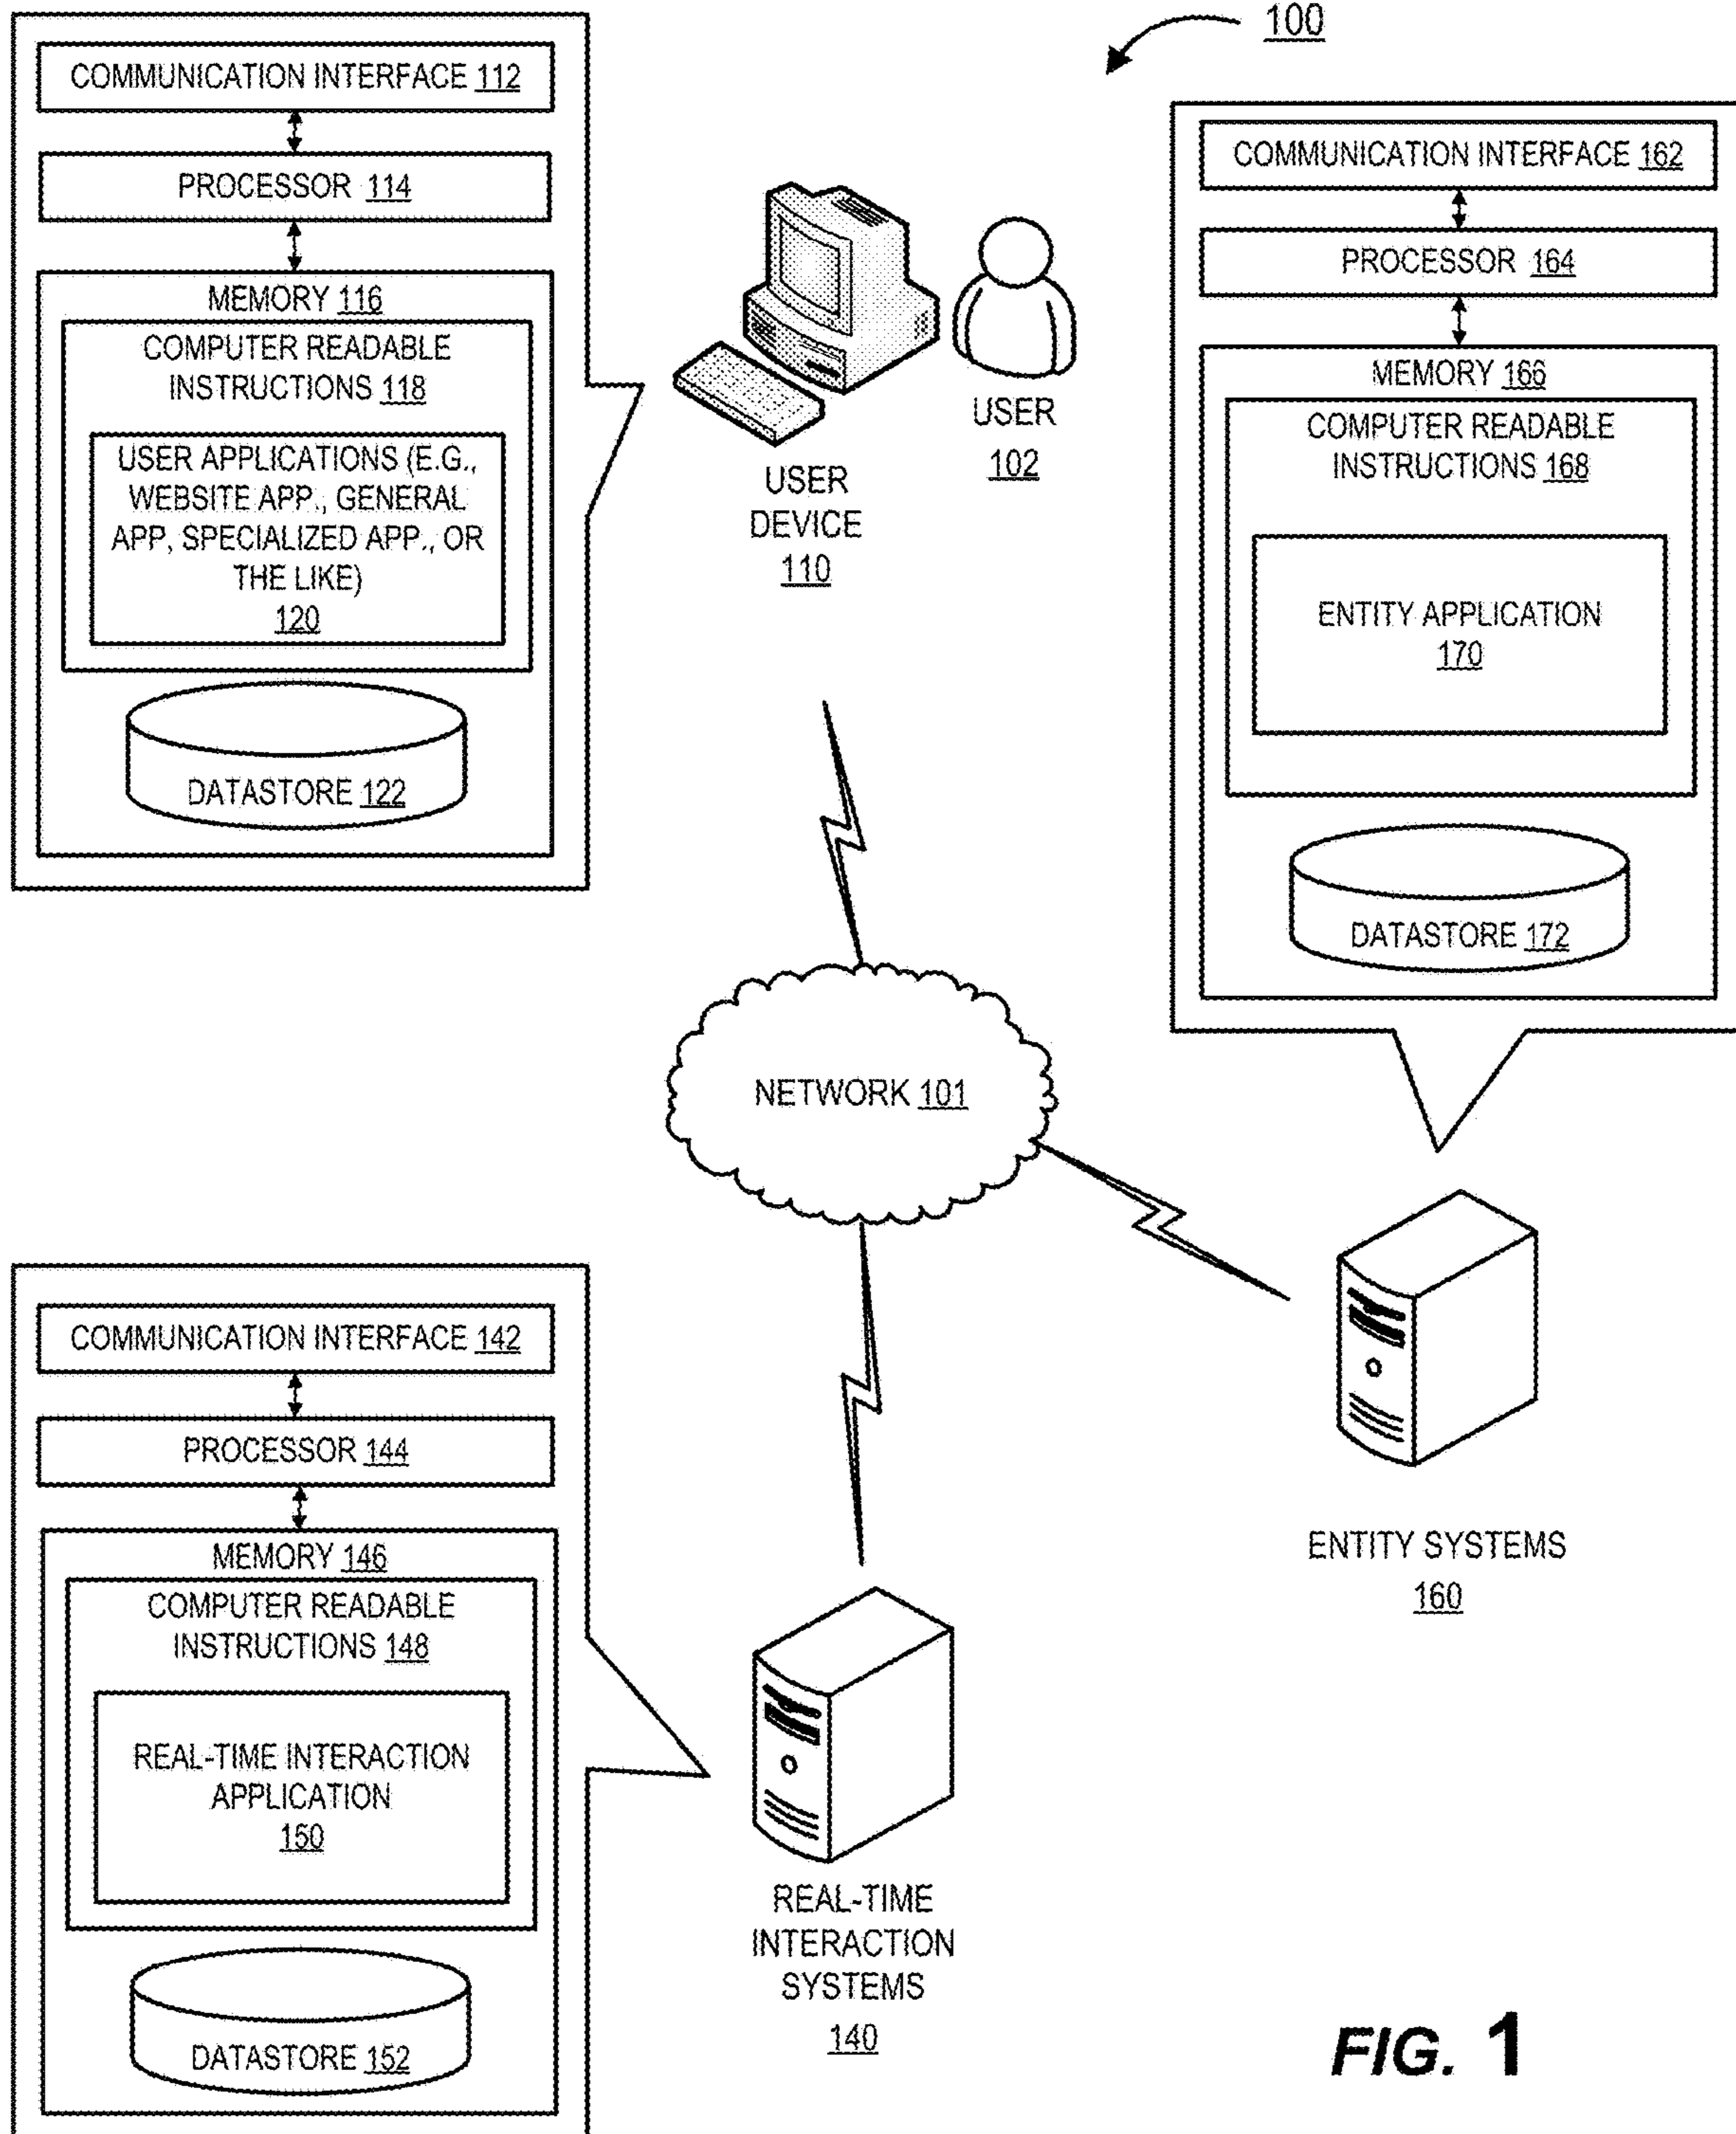 100
COMMUNICATION INTERFACE 112
PROCESSOR 114
MEMORY 116
COMPUTER READABLE
INSTRUCTIONS 118
USER APPLICATIONS (E.G.,
WEBSITE APP., GENERAL
APP, SPECIALIZED APP., OR
THE LIKE)
120
DATASTORE 122
USER
DEVICE
110
USER
102
COMMUNICATION INTERFACE 162
PROCESSOR 164
MEMORY 166
COMPUTER READABLE
INSTRUCTIONS 168
ENTITY APPLICATION
170
DATASTORE 172
NETWORK 101
COMMUNICATION INTERFACE 142
PROCESSOR 144
MEMORY 146
COMPUTER READABLE
INSTRUCTIONS 148
REAL-TIME INTERACTION
APPLICATION
150
DATASTORE 152
REAL-TIME
INTERACTION
SYSTEMS
140
ENTITY SYSTEMS
160
FIG. 1